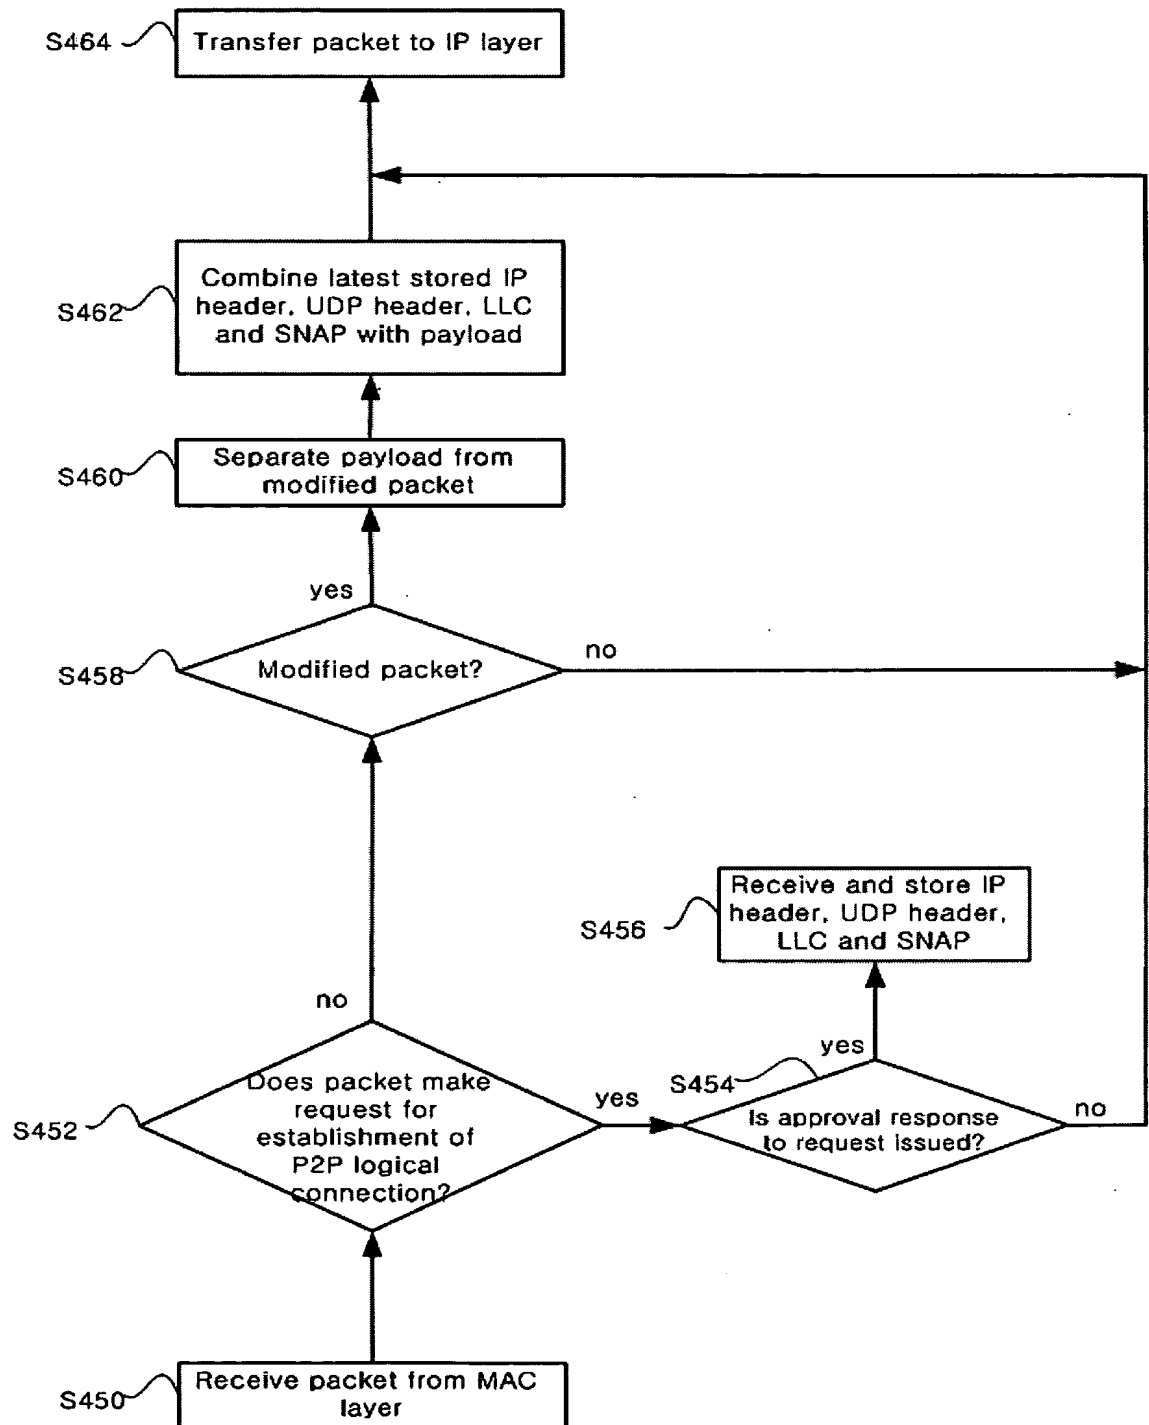 S464
Transfer packet to IP layer
S462
Combine latest stored IP
header, UDP header, LLC
and SNAP with payload
S460
Separate payload from
modified packet
yes
S458
Modified packet?
no
S456
Receive and store IP
header, UDP header,
LLC and SNAP
no
yes
S454
S452
Does packet make
request for
establishment of
P2P logical
connection?
yes
Is approval response
to request issued?
no
S450
Receive packet from MAC
layer